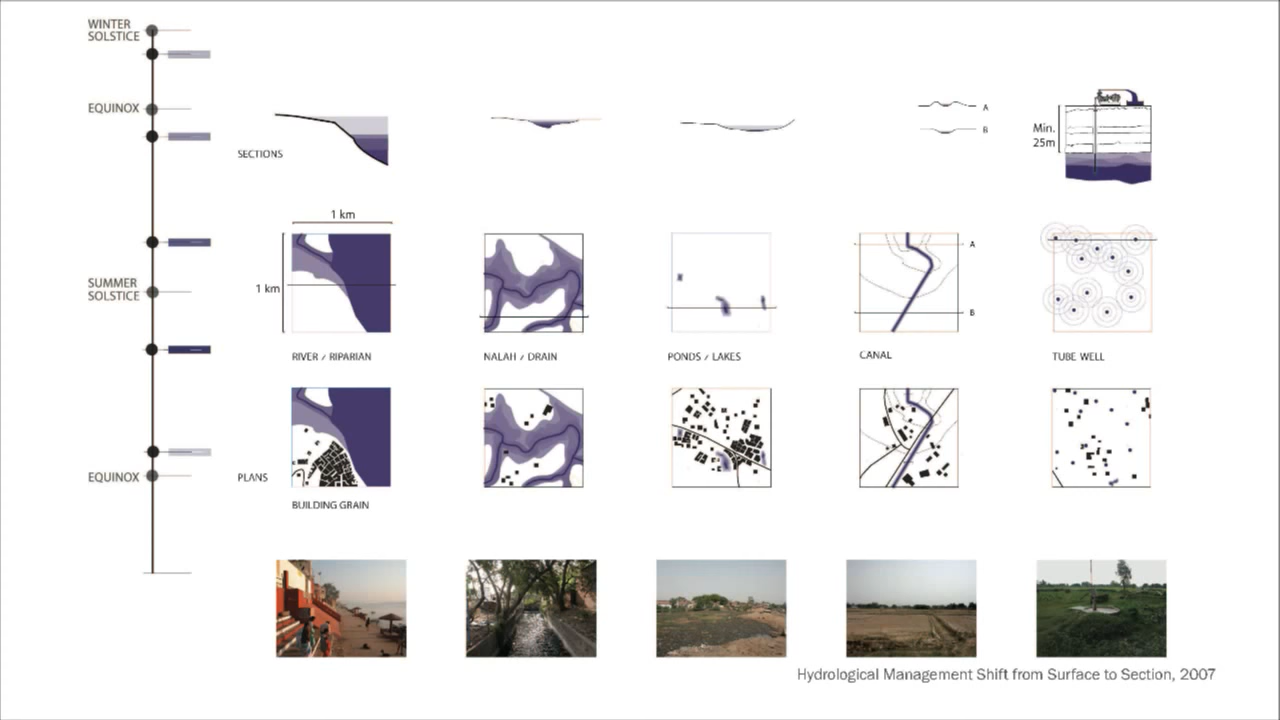 WINTER
SOLSTICE
EQUINOX
SUMMER
SOLSTICE
EQUINOX
SECTIONS
A
B
Min.
25m
1 km
1 km
A
B
RIVER / RIPARIAN
NALAH / DRAIN
PONDS / LAKES
CANAL
TUBE WELL
PLANS
BUILDING GRAIN
Hydrological Management Shift from Surface to Section, 2007